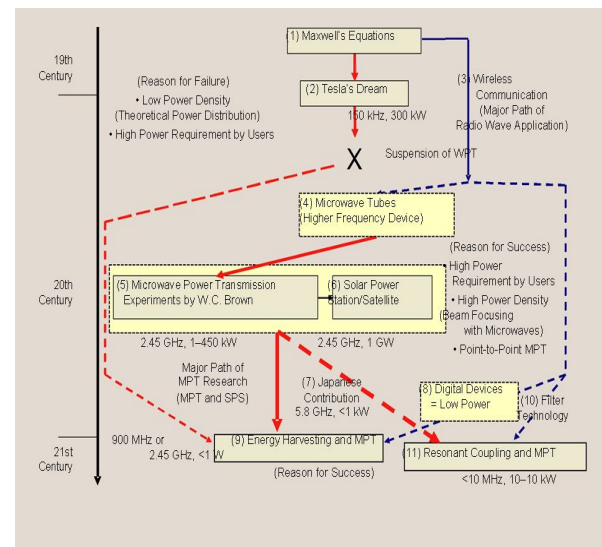 (1) Maxwell's Equations
19th
Century
(Reason for Failure)
• Low Power Density
(Theoretical Power Distribution)
• High Power Requirement by Users
(2) Tesla's Dream
150 kHz, 300 kW
(3) Wireless
Communication
(Major Path of
Radio Wave Application)
X
Suspension of WPT
(4) Microwave Tubes
(Higher Frequency Device)
(Reason for Success)
• High Power
Requirement by Users
• High Power Density
(Beam Focusing
with Microwaves)
• Point-to-Point MPT
20th
Century
(5) Microwave Power Transmission
Experiments by W.C. Brown
(6) Solar Power
Station/Satellite
2.45 GHz, 1–450 kW
2.45 GHz, 1 GW
Major Path of
MPT Research
(MPT and SPS)
(7) Japanese
Contribution
5.8 GHz, <1 kW
(8) Digital Devices
= Low Power
(10) Filter
Technology
21st
Century
900 MHz or
2.45 GHz, <1 W
(9) Energy Harvesting and MPT
(Reason for Success)
(11) Resonant Coupling and MPT
<10 MHz, 10–10 kW